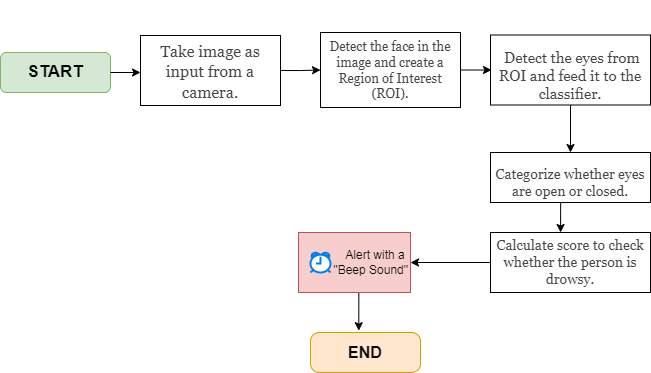 START
Take image as
input from a
camera.
Detect the face in the
image and create a
Region of Interest
(ROI).
Detect the eyes from
ROI and feed it to the
classifier.
Categorize whether eyes
are open or closed.
Calculate score to check
whether the person is
drowsy.
Alert with a
"Beep Sound"
END